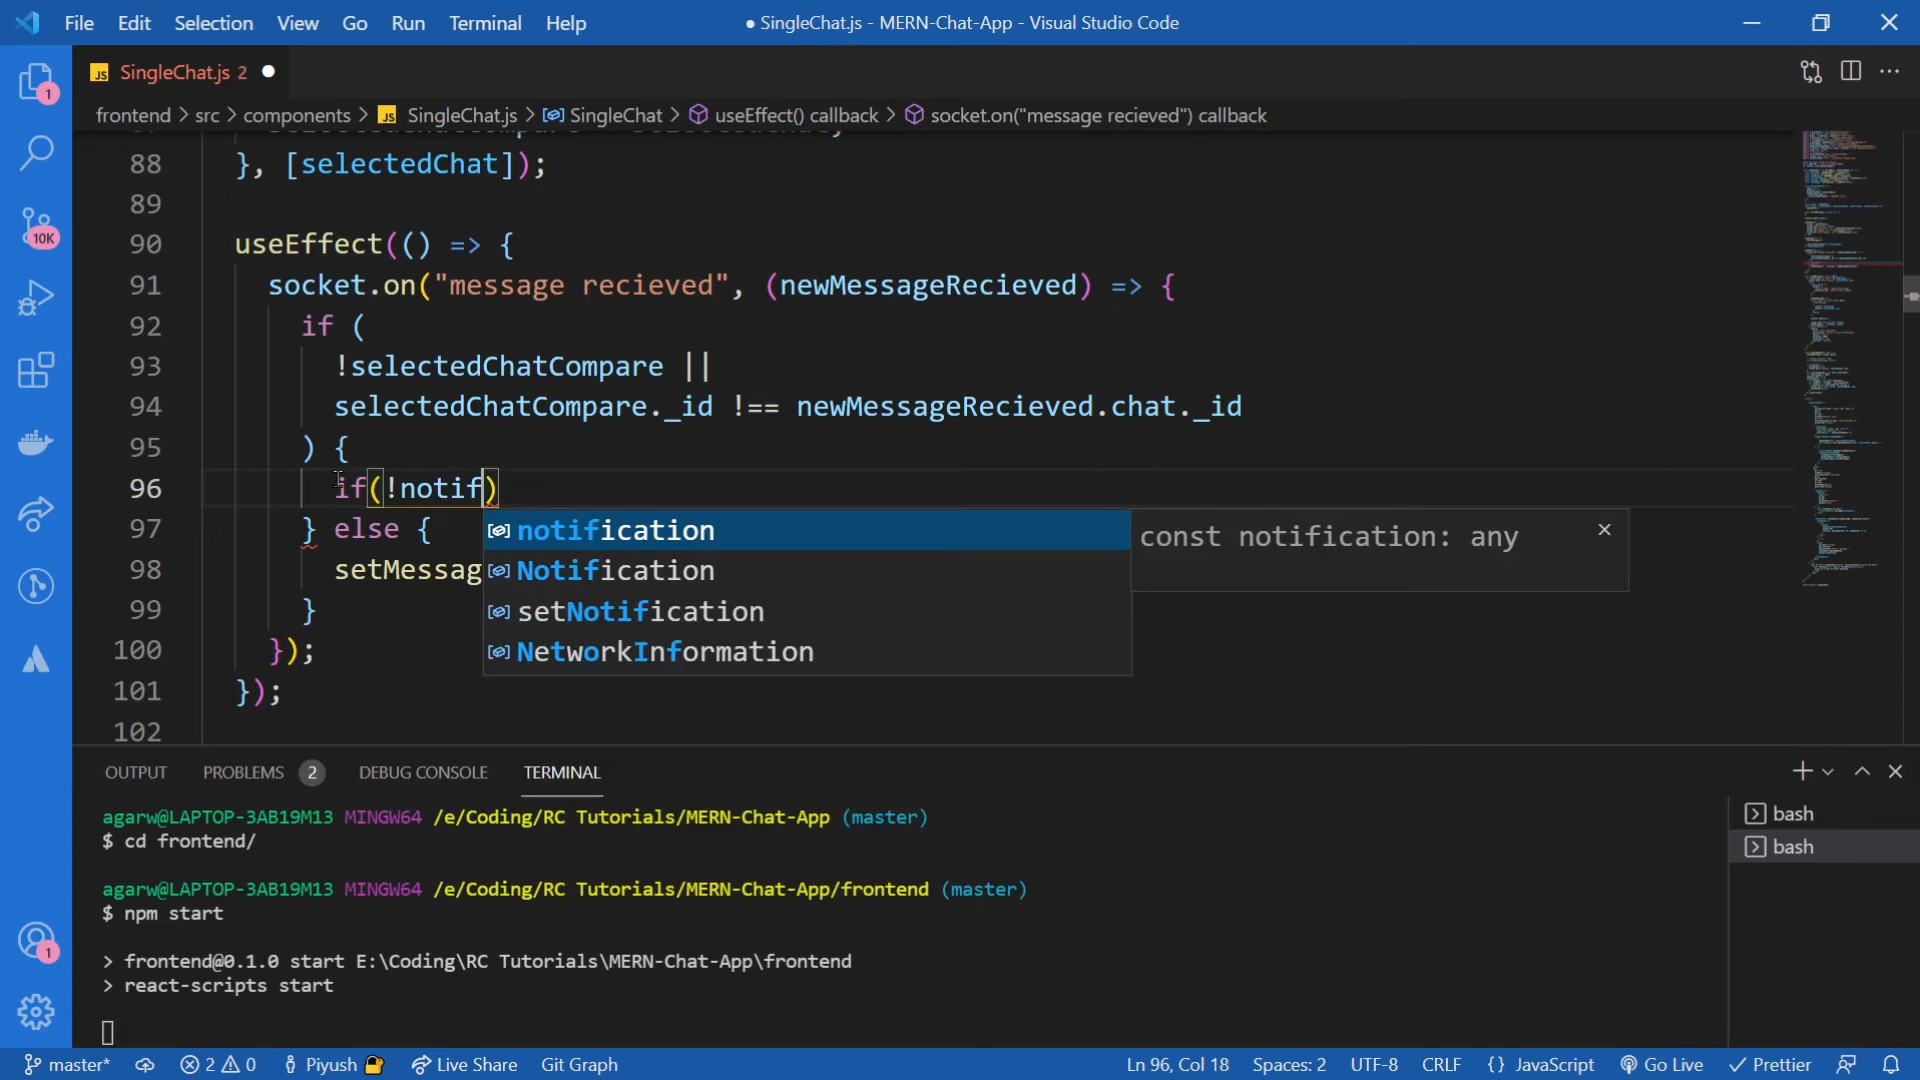 File Edit Selection View Go Run Terminal Help
● SingleChat.js - MERN-Chat-App - Visual Studio Code
JS SingleChat.js 2 ●
frontend > src > components > JS SingleChat.js > SingleChat > useEffect() callback > socket.on("message recieved") callback
88 }, [selectedChat]);
89
90 useEffect(() => {
91 socket.on("message recieved", (newMessageRecieved) => {
92 if (
93 !selectedChatCompare ||
94 selectedChatCompare._id !== newMessageRecieved.chat._id
95 ) {
96 if(!notif)
97 } else {
98 setMessag
99 }
100 });
101 });
102
notification
Notification
setNotification
NetworkInformation
const notification: any
1
10K
1
OUTPUT PROBLEMS 2 DEBUG CONSOLE TERMINAL
agarw@LAPTOP-3AB19M13 MINGW64 /e/Coding/RC Tutorials/MERN-Chat-App (master)
$ cd frontend/
agarw@LAPTOP-3AB19M13 MINGW64 /e/Coding/RC Tutorials/MERN-Chat-App/frontend (master)
$ npm start
> frontend@0.1.0 start E:\Coding\RC Tutorials\MERN-Chat-App\frontend
> react-scripts start
bash
bash
master* 2 0 Piyush Live Share Git Graph Ln 96, Col 18 Spaces: 2 UTF-8 CRLF {} JavaScript Go Live Prettier